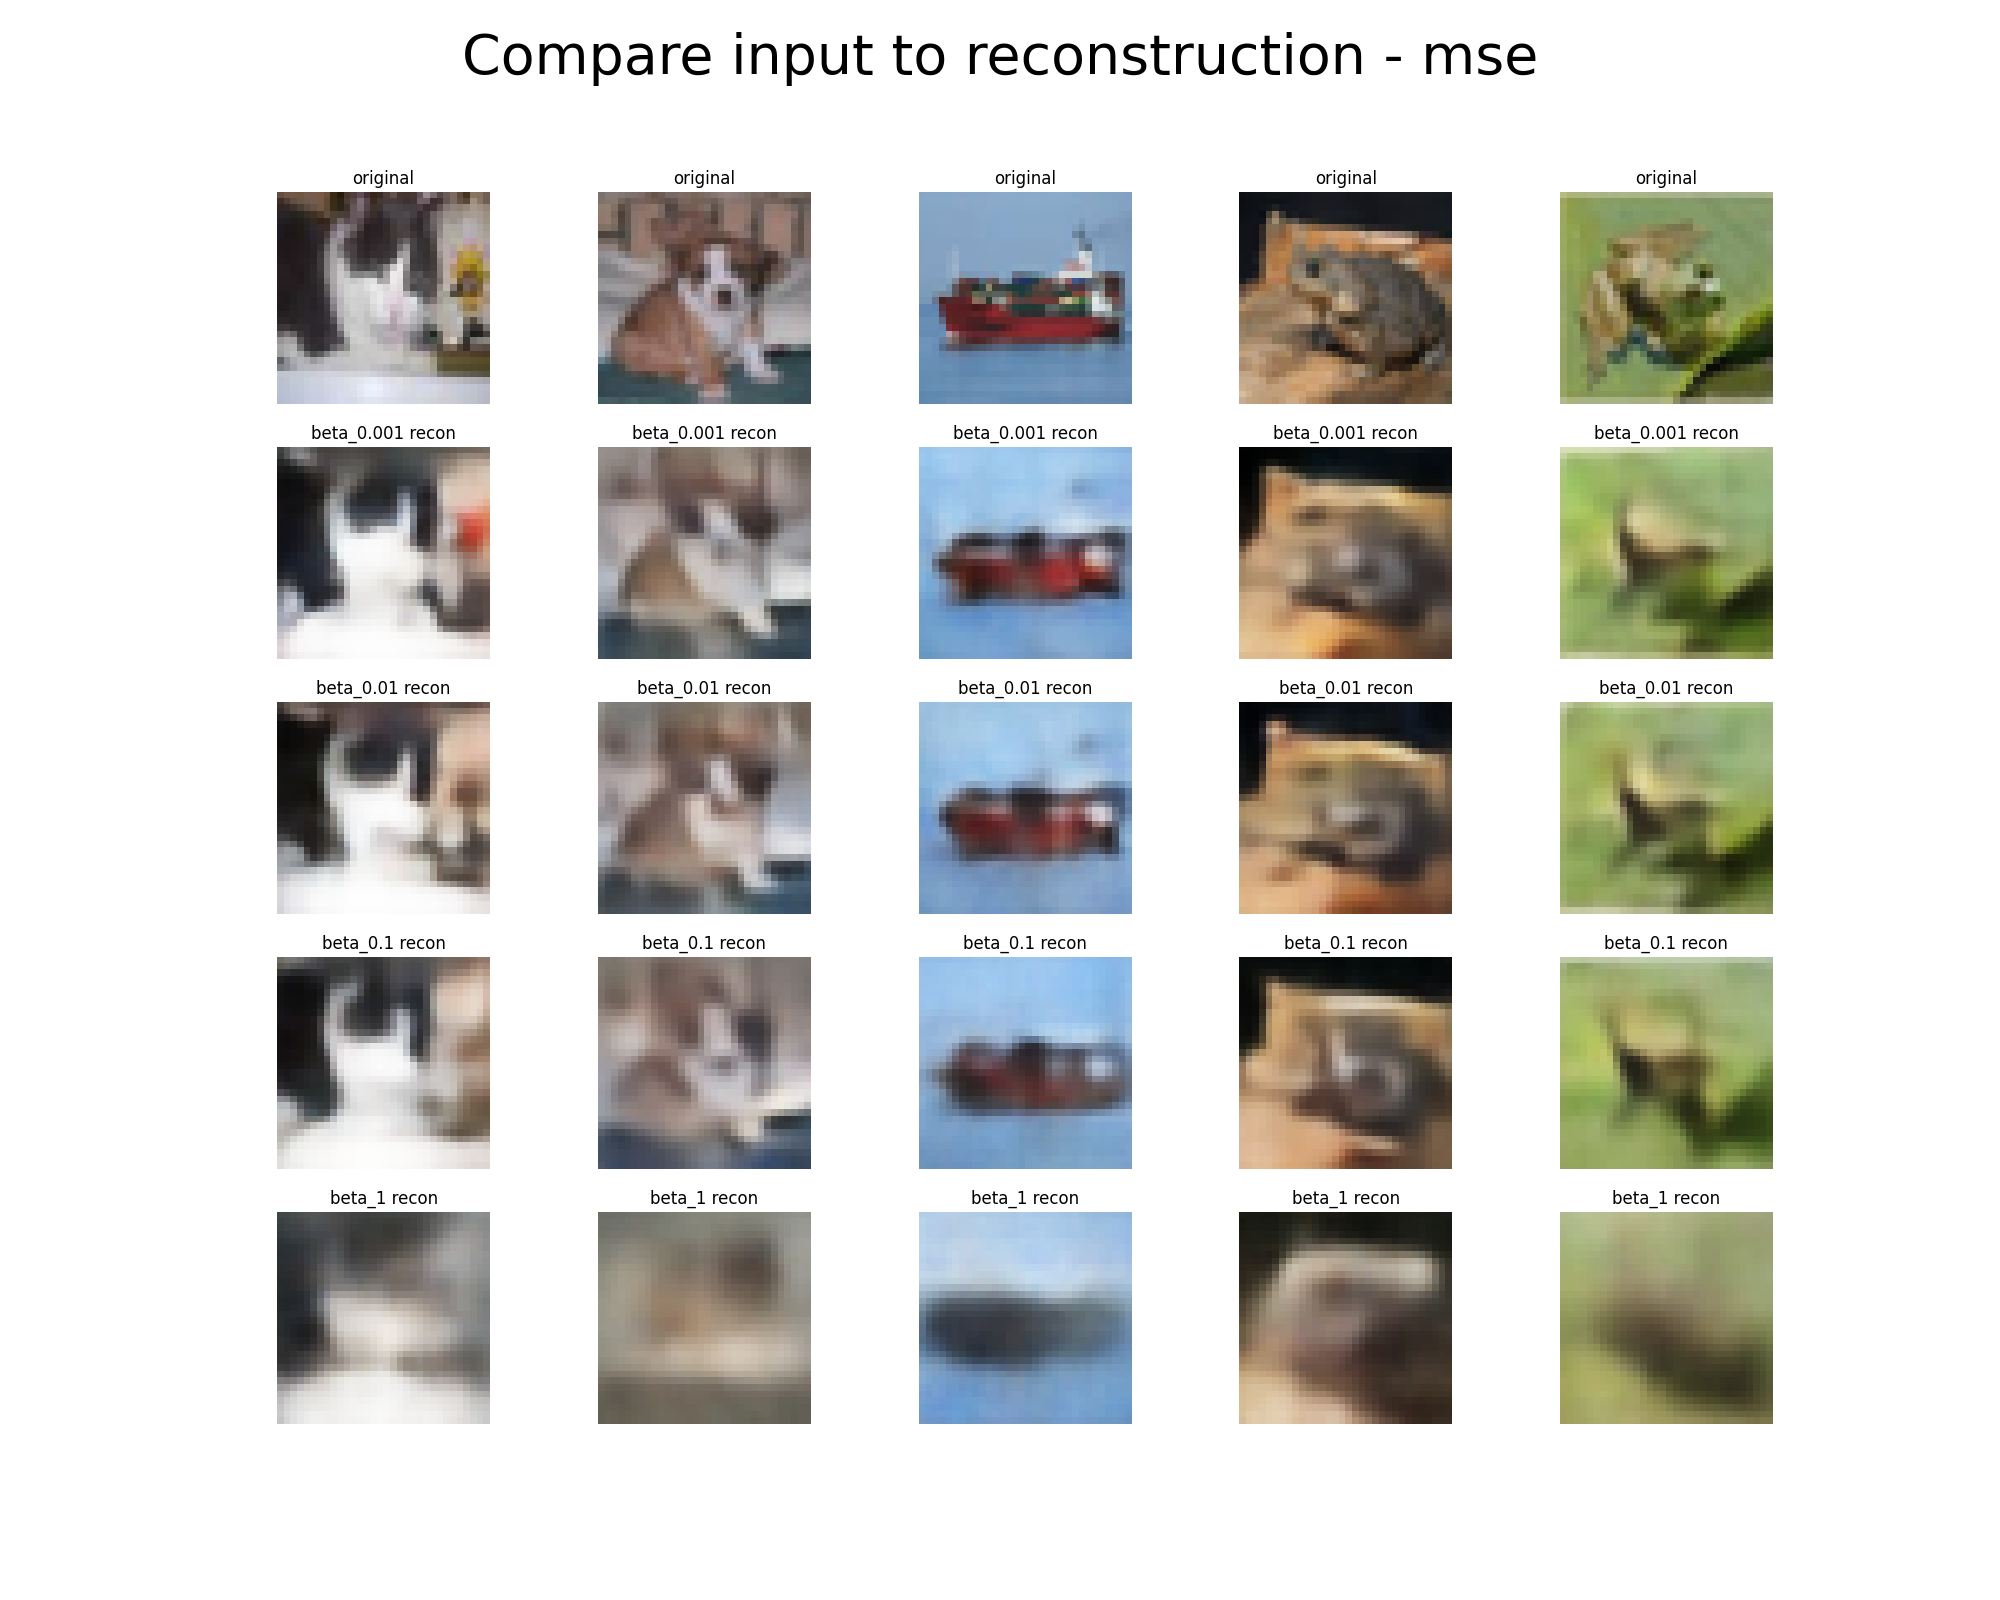 Compare input to reconstruction - mse
original original original original original
beta_0.001 recon beta_0.001 recon beta_0.001 recon beta_0.001 recon beta_0.001 recon
beta_0.01 recon beta_0.01 recon beta_0.01 recon beta_0.01 recon beta_0.01 recon
beta_0.1 recon beta_0.1 recon beta_0.1 recon beta_0.1 recon beta_0.1 recon
beta_1 recon beta_1 recon beta_1 recon beta_1 recon beta_1 recon